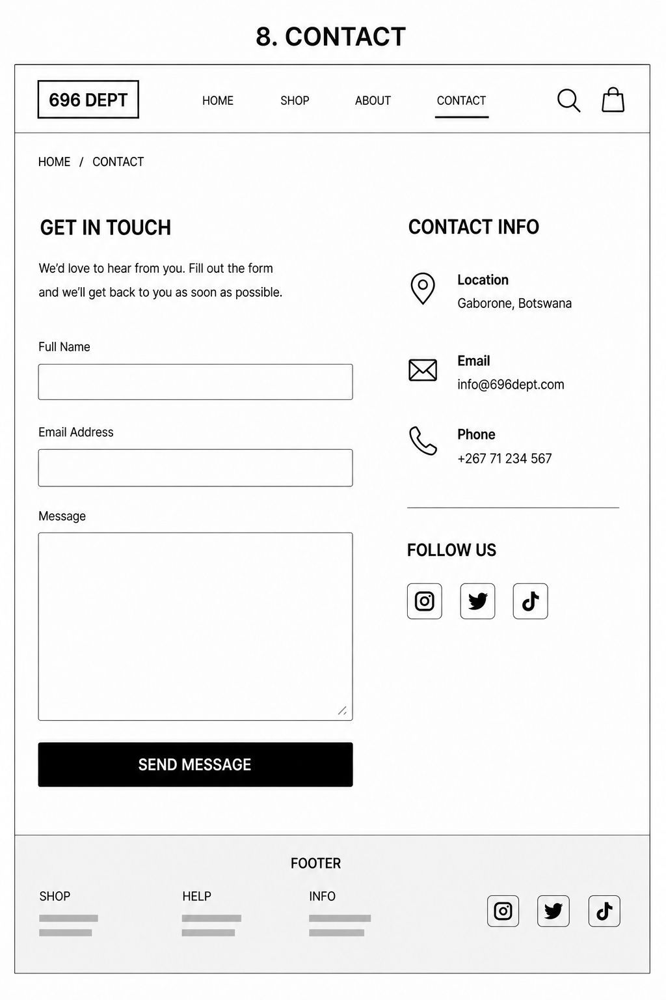 8. CONTACT
696 DEPT
HOME
SHOP
ABOUT
CONTACT
HOME / CONTACT
GET IN TOUCH
We’d love to hear from you. Fill out the form
and we’ll get back to you as soon as possible.
Full Name
Email Address
Message
SEND MESSAGE
CONTACT INFO
Location
Gaborone, Botswana
Email
info@696dept.com
Phone
+267 71 234 567
FOLLOW US
FOOTER
SHOP
HELP
INFO